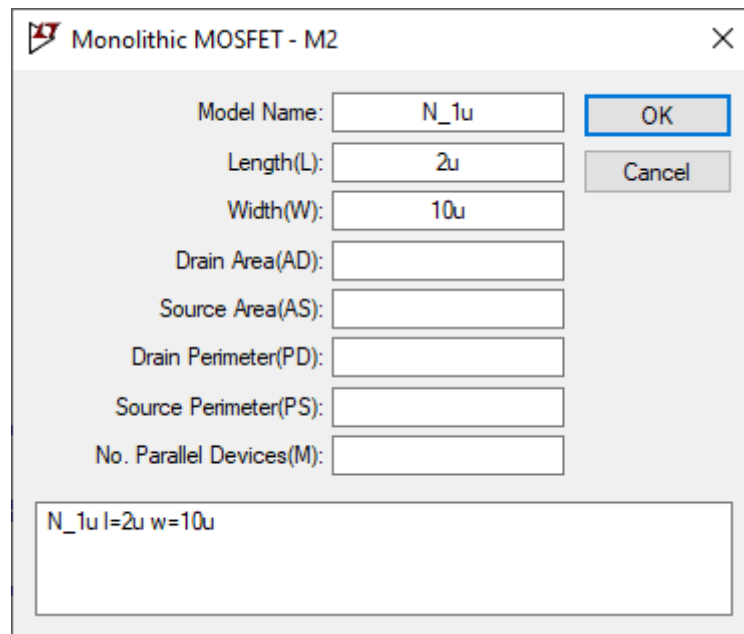 Monolithic MOSFET - M2
Model Name: N_1u OK
Length(L): 2u Cancel
Width(W): 10u
Drain Area(AD):
Source Area(AS):
Drain Perimeter(PD):
Source Perimeter(PS):
No. Parallel Devices(M):
N_1u l=2u w=10u